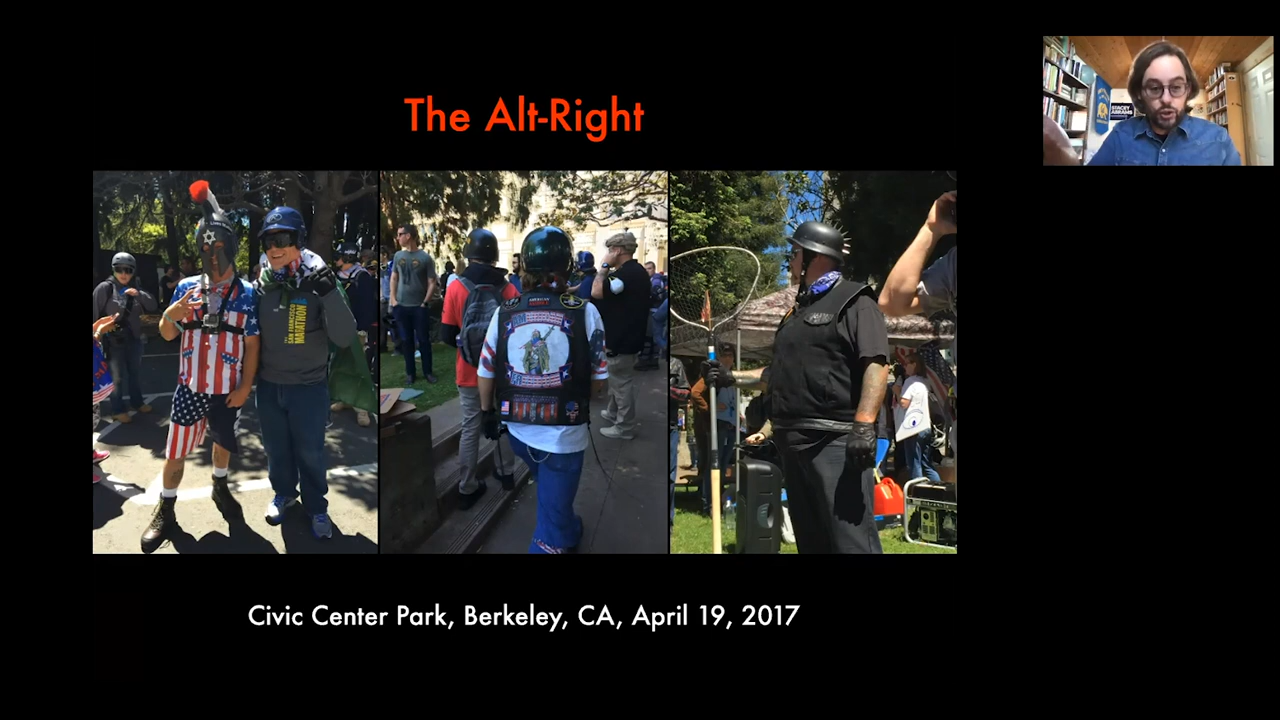 The Alt-Right
STACEY
ABRAMS
SAN FRANCISCO
MARATHON
Civic Center Park, Berkeley, CA, April 19, 2017